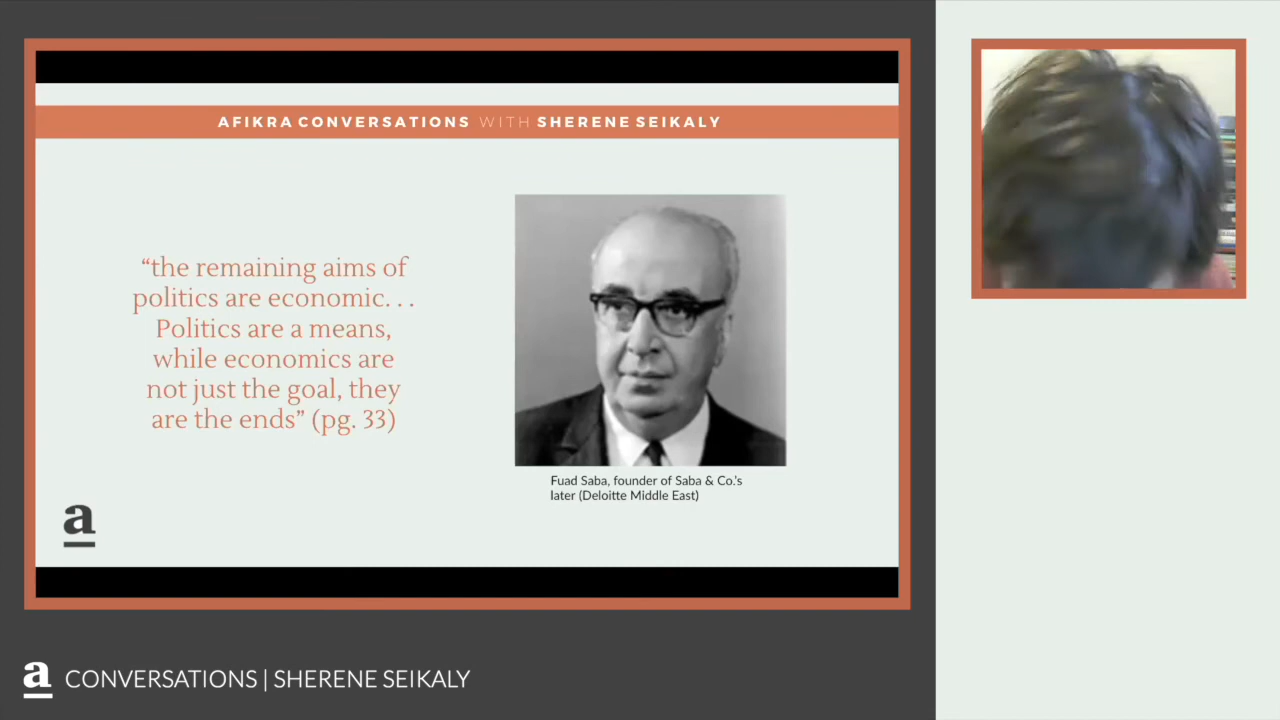 AFIKRA CONVERSATIONS WITH SHERENE SEIKALY
“the remaining aims of
politics are economic. . .
Politics are a means,
while economics are
not just the goal, they
are the ends” (pg. 33)
Fuad Saba, founder of Saba & Co.'s
later (Deloitte Middle East)
a
a CONVERSATIONS | SHERENE SEIKALY